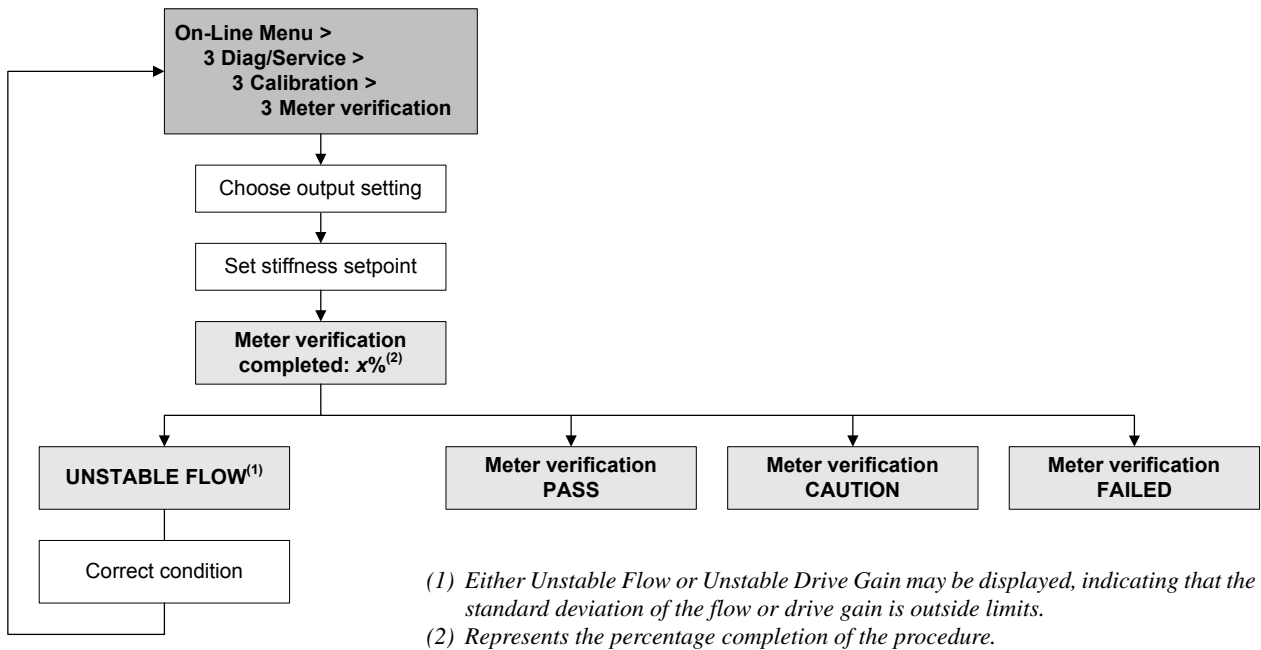 On-Line Menu >
3 Diag/Service >
3 Calibration >
3 Meter verification
Choose output setting
Set stiffness setpoint
Meter verification
completed: x%(2)
UNSTABLE FLOW(1)
Correct condition
Meter verification
PASS
Meter verification
CAUTION
Meter verification
FAILED
(1) Either Unstable Flow or Unstable Drive Gain may be displayed, indicating that the
standard deviation of the flow or drive gain is outside limits.
(2) Represents the percentage completion of the procedure.